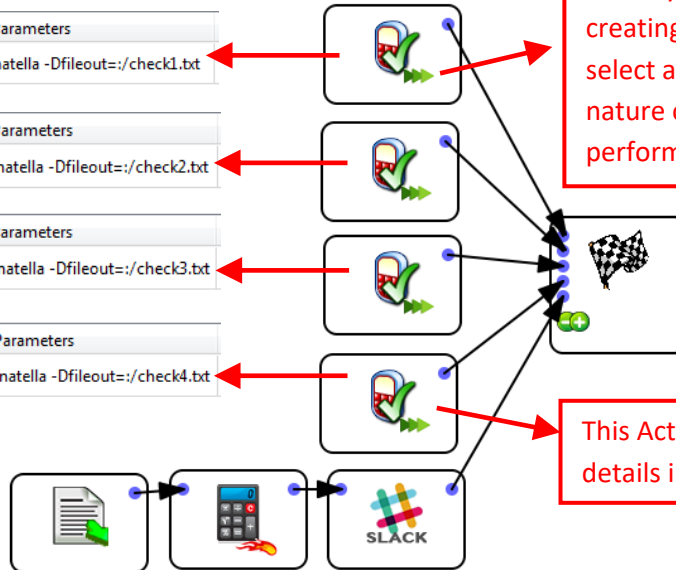 Parameters
natella -Dfileout=:/check1.txt
creating
select a
nature
perform
Parameters
natella -Dfileout=:/check2.txt
Parameters
natella -Dfileout=:/check3.txt
Parameters
natella -Dfileout=:/check4.txt
This Act
details i
SLACK